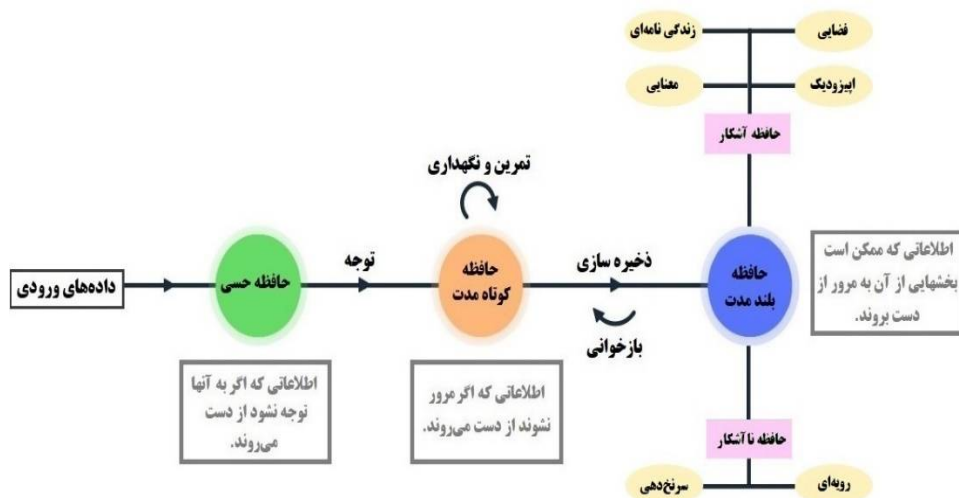 زندگی نامه‌ای
فضایی
معنایی
اپیزودیک
حافظه آشکار
تمرین و نگهداری
داده‌های ورودی
حافظه حسی
توجه
حافظه
کوتاه مدت
ذخیره سازی
بازخوانی
حافظه
بلند مدت
اطلاعاتی که ممکن است
بخشهایی از آن به مرور از
دست بروند.
اطلاعاتی که اگر به آنها
توجه نشود از دست
می‌روند.
اطلاعاتی که اگر مرور
نشوند از دست می‌روند.
حافظه ناآشکار
سرنخ‌دهی
رویه‌ای